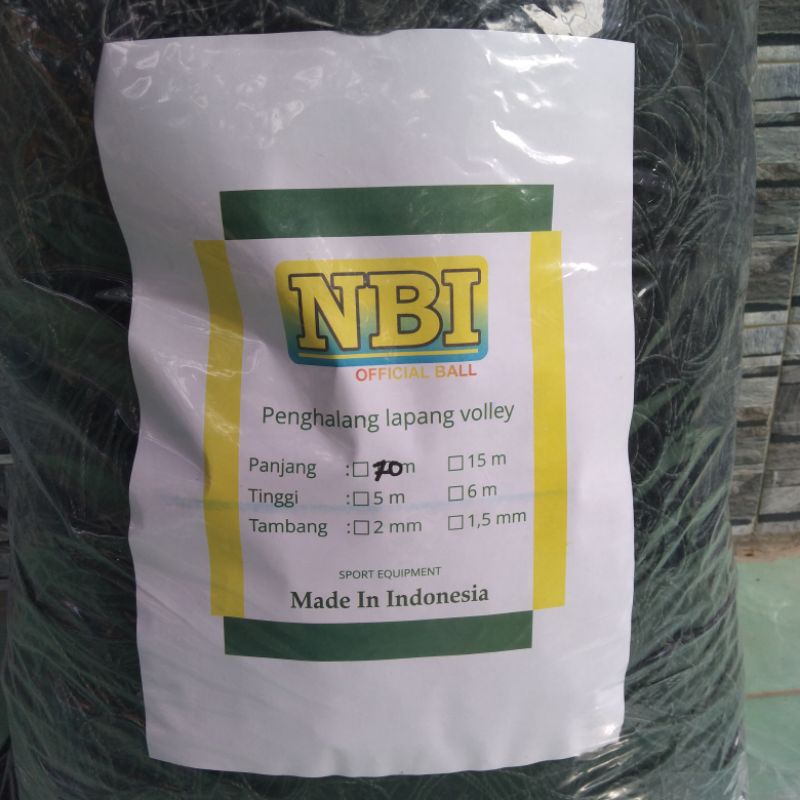 NBI
OFFICIAL BALL
Penghalang lapang volley
Panjang :☐ 70 m ☐ 15 m
Tinggi :☐ 5 m ☐ 6 m
Tambang :☐ 2 mm ☐ 1,5 mm
SPORT EQUIPMENT
Made In Indonesia